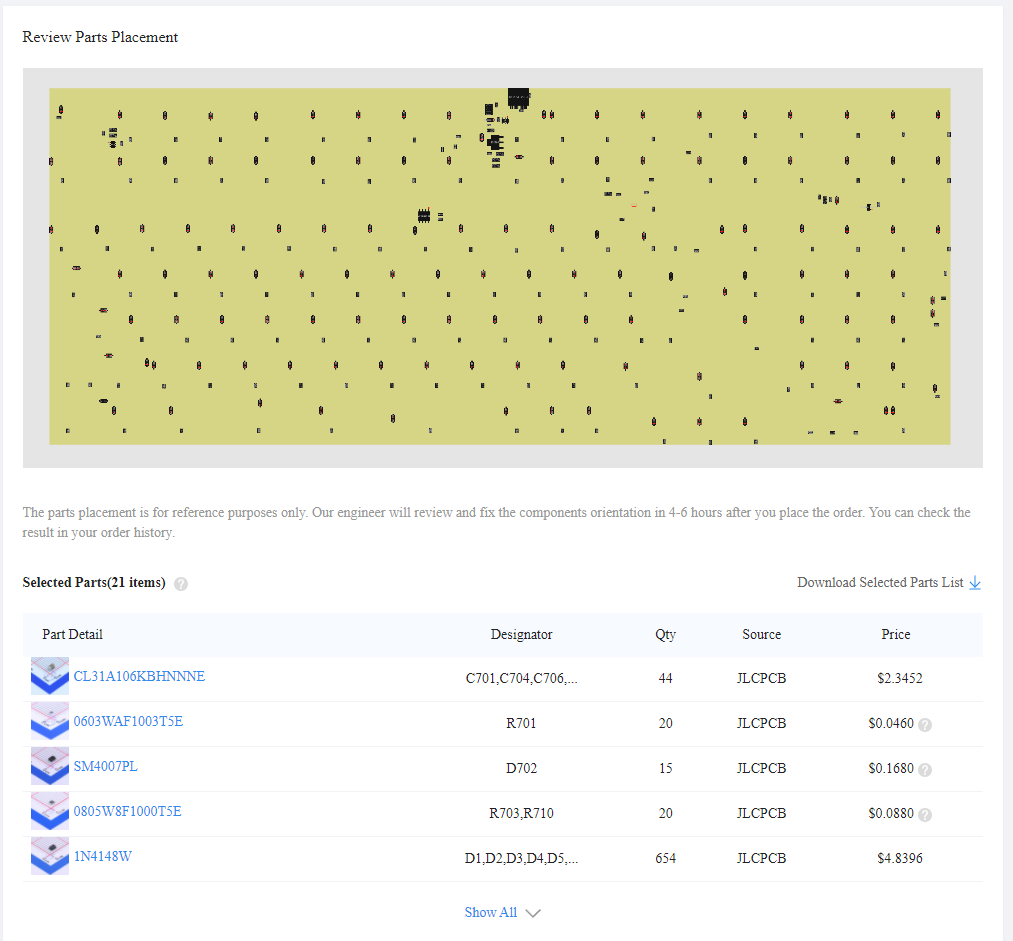 Review Parts Placement
The parts placement is for reference purposes only. Our engineer will review and fix the components orientation in 4-6 hours after you place the order. You can check the
result in your order history.
Selected Parts(21 items) ?
Download Selected Parts List
Part Detail Designator Qty Source Price
CL31A106KBHNNNE C701,C704,C706,... 44 JLCPCB $2.3452
0603WAF1003T5E R701 20 JLCPCB $0.0460 ?
SM4007PL D702 15 JLCPCB $0.1680 ?
0805W8F1000T5E R703,R710 20 JLCPCB $0.0880 ?
1N4148W D1,D2,D3,D4,D5,... 654 JLCPCB $4.8396
Show All